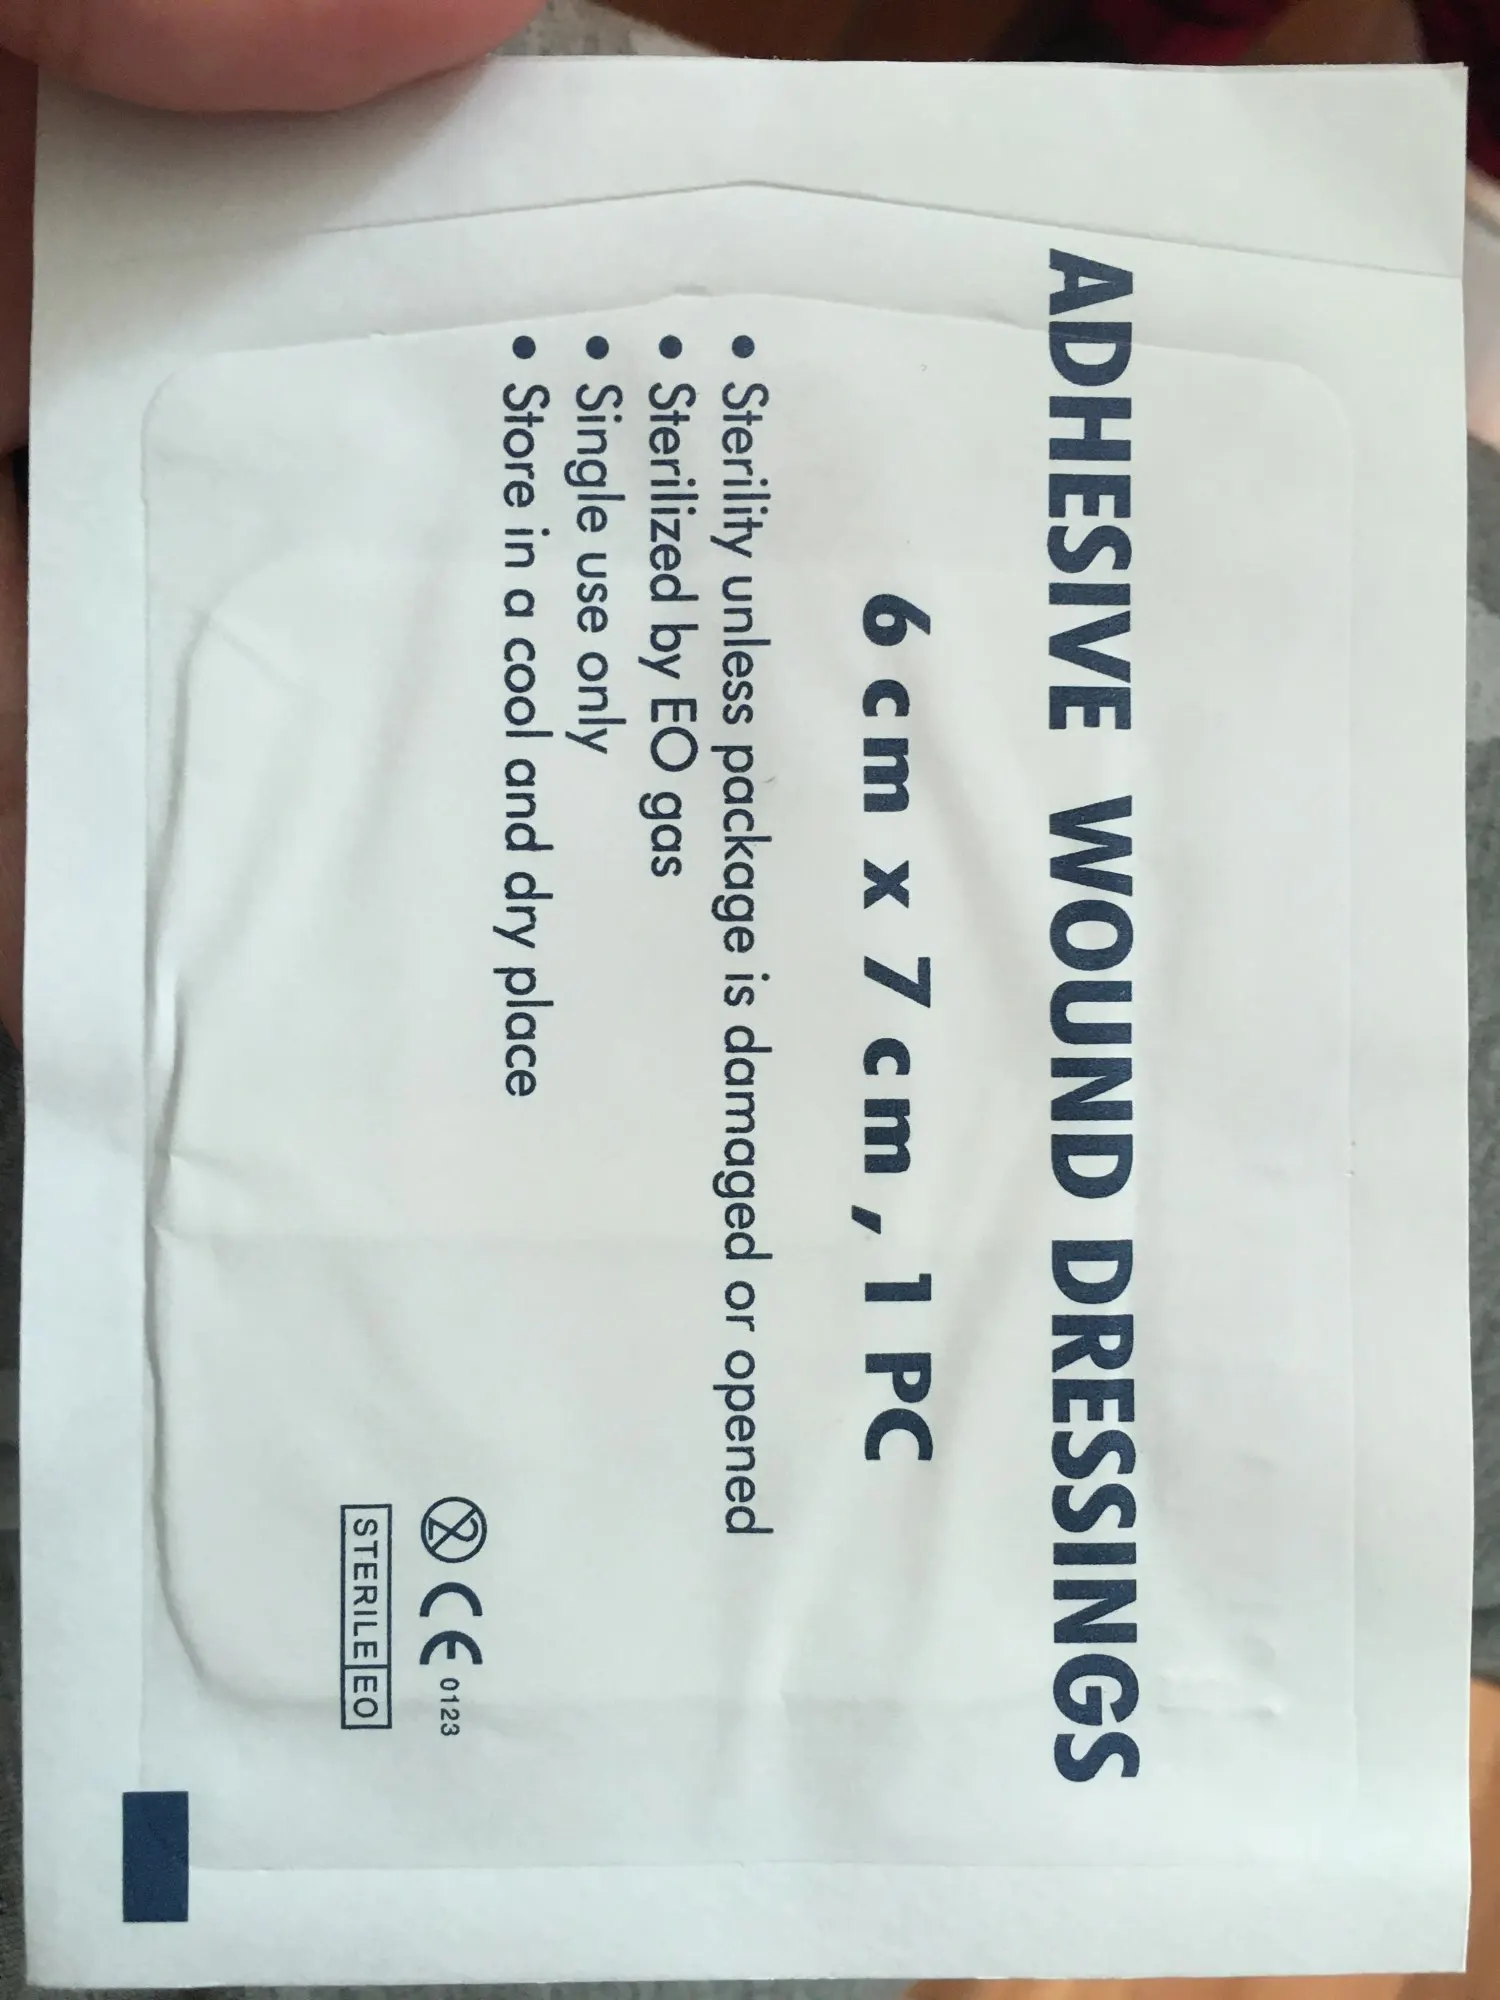 ADHESIVE WOUND DRESSINGS
6 cm x 7 cm, 1 PC
• Sterility unless package is damaged or opened
• Sterilized by EO gas
• Single use only
• Store in a cool and dry place
2 CE 0123
STERILE EO